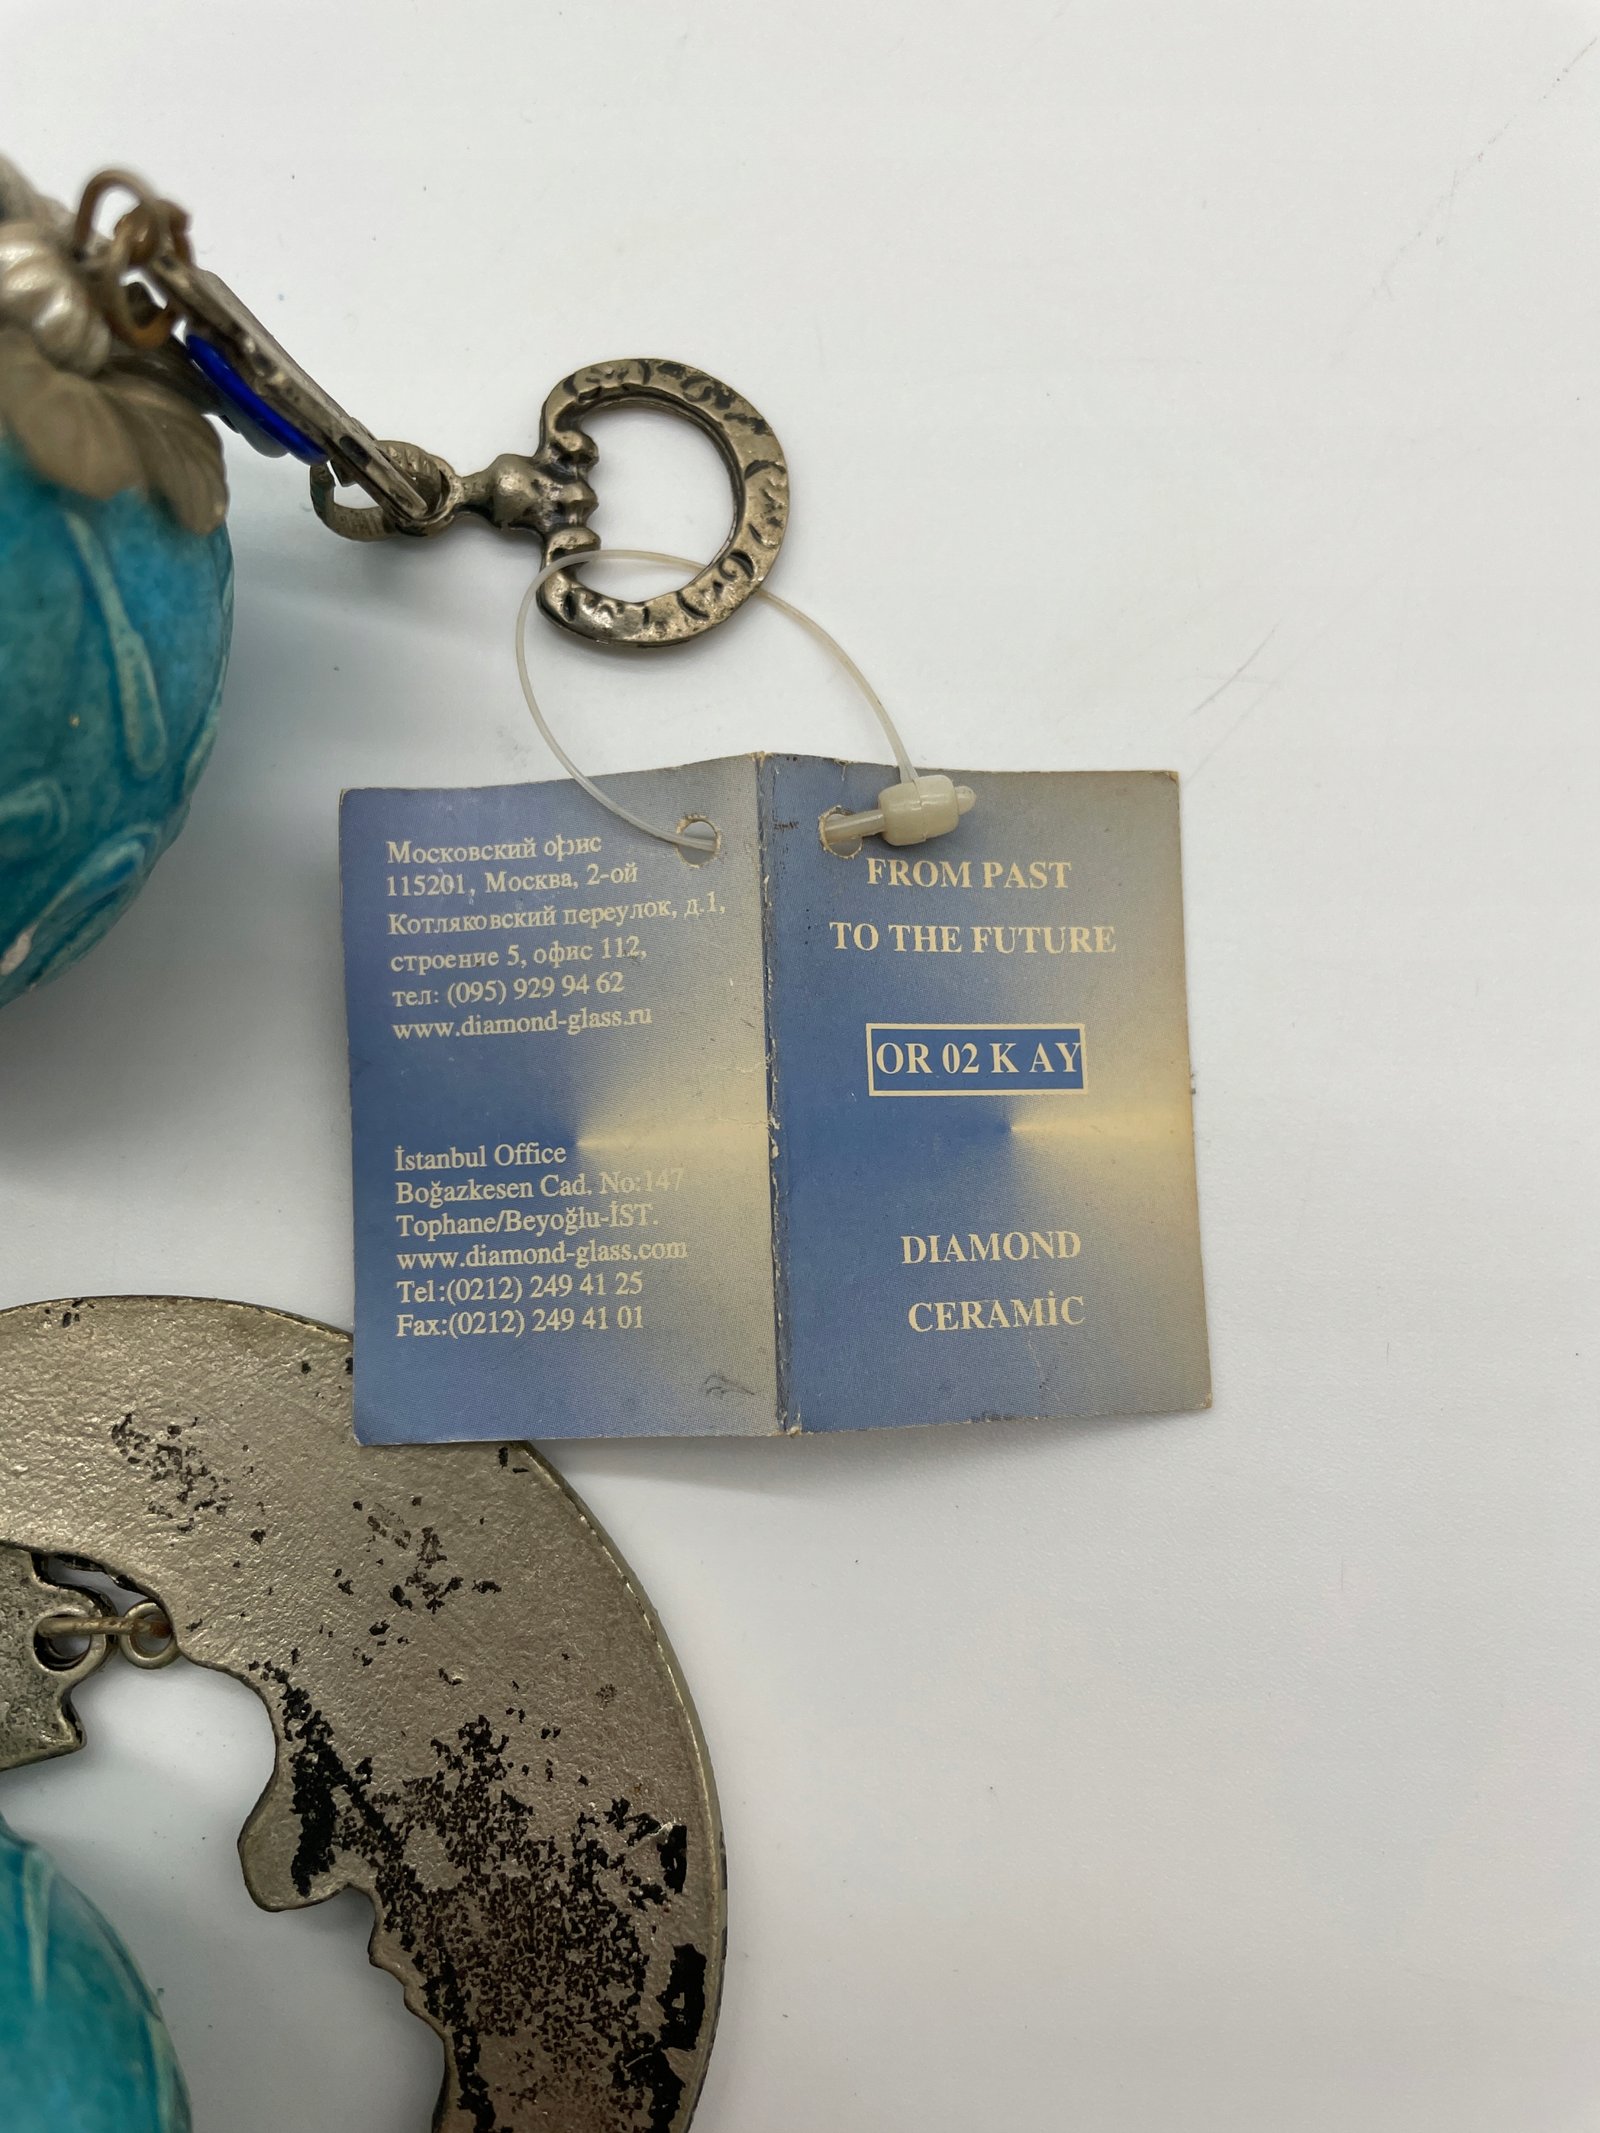 Московский офис
115201, Москва, 2-ой
Котляковский переулок, д.1,
строение 5, офис 112,
тел: (095) 929 94 62
www.diamond-glass.ru
İstanbul Office
Boğazkesen Cad. No:147
Tophane/Beyoğlu-İST.
www.diamond-glass.com
Tel:(0212) 249 41 25
Fax:(0212) 249 41 01
FROM PAST
TO THE FUTURE
OR 02 K AY
DIAMOND
CERAMİC